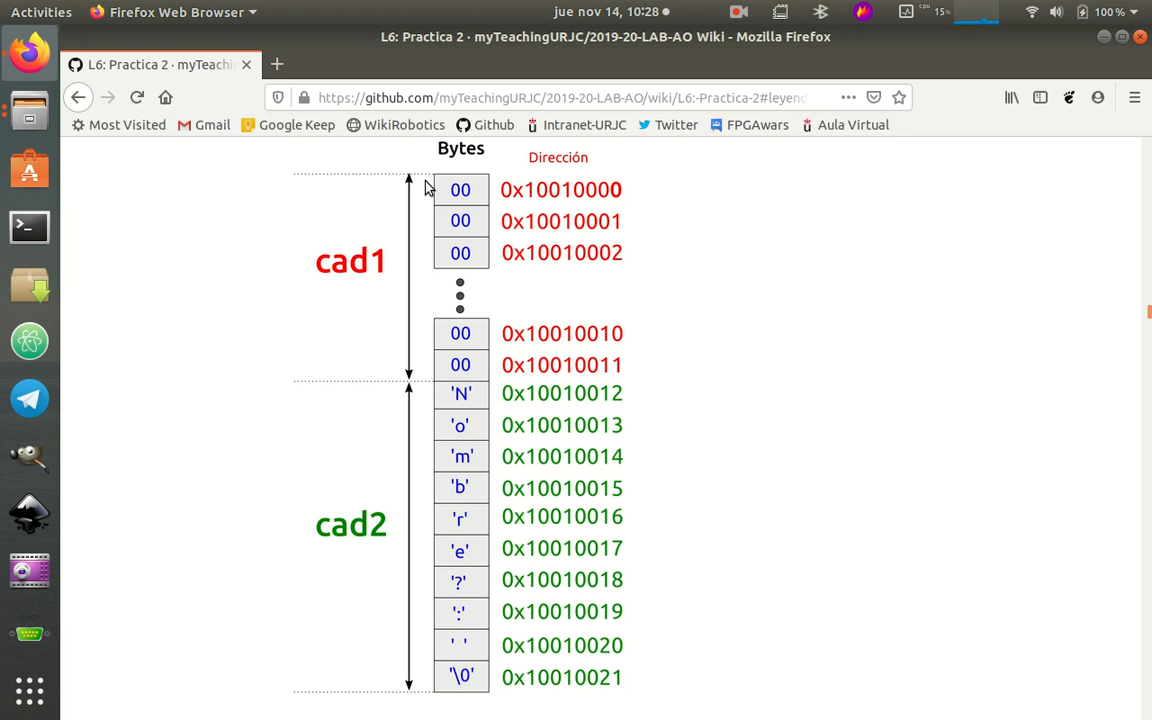 Activities Firefox Web Browser jue nov 14, 10:28 cpu 15% 100 %
L6: Practica 2 · myTeachingURJC/2019-20-LAB-AO Wiki - Mozilla Firefox
L6: Practica 2 · myTeachi
https://github.com/myTeachingURJC/2019-20-LAB-AO/wiki/L6:-Practica-2#leyend
Most Visited Gmail Google Keep WikiRobotics Github Intranet-URJC Twitter FPGAwars Aula Virtual
Bytes Dirección
00 0x10010000
00 0x10010001
00 0x10010002
cad1
00 0x10010010
00 0x10010011
'N' 0x10010012
'o' 0x10010013
'm' 0x10010014
'b' 0x10010015
'r' 0x10010016
cad2
'e' 0x10010017
'?' 0x10010018
':' 0x10010019
' ' 0x10010020
'\0' 0x10010021